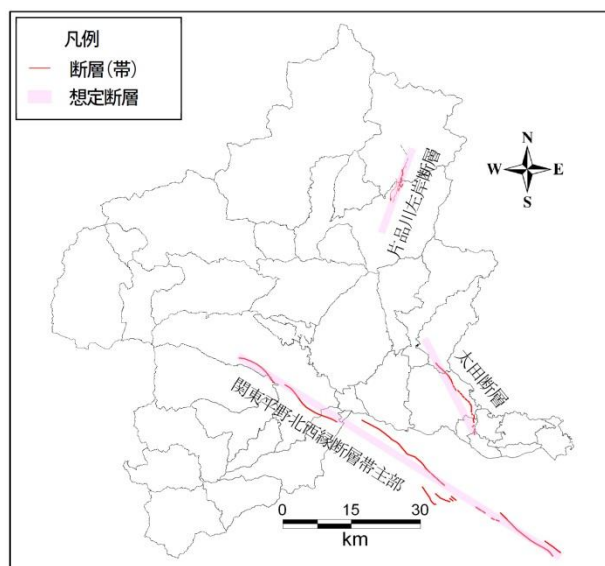 凡例
断層(帯)
想定断層
N
W
E
S
片品川左岸断層
太田断層
関東平野北西縁断層帯主部
0 15 30
km